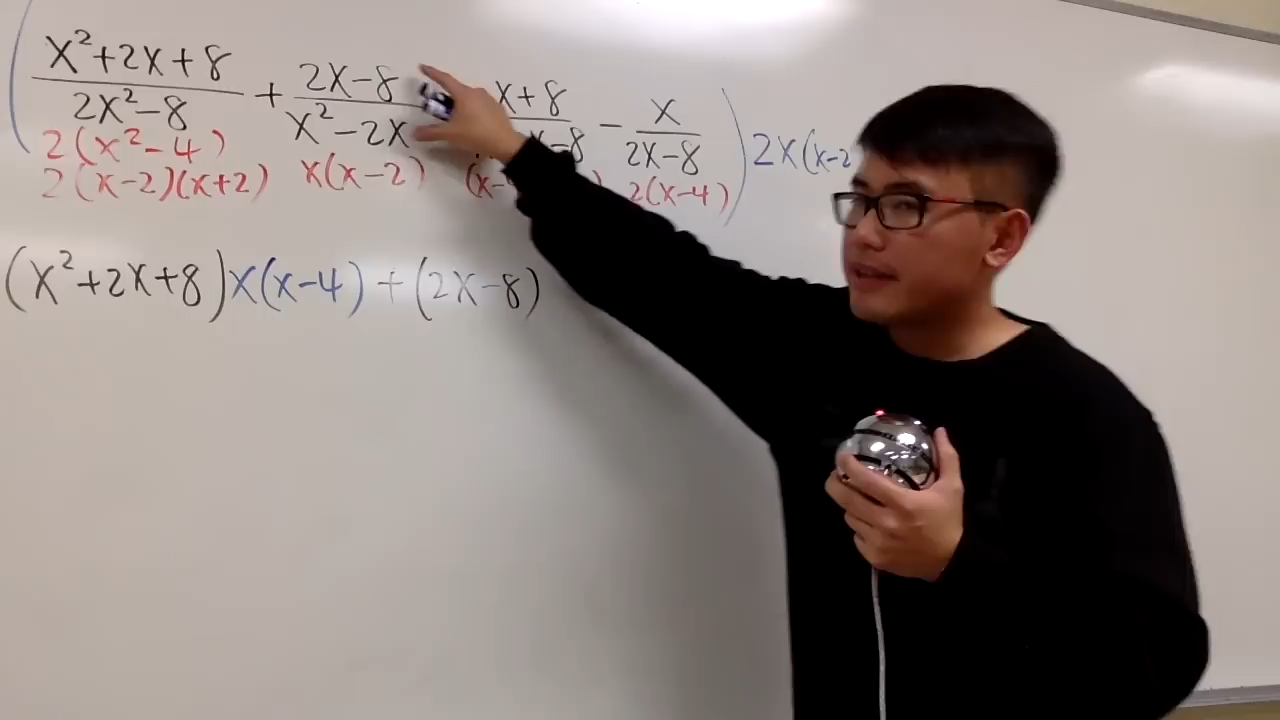 ( x²+2x+8 / 2x²-8 + 2x-8 / x²-2x x+8 / x-8 - x / 2x-8 ) 2x(x-2
2(x²-4)
2(x-2)(x+2) x(x-2) (x- ) 2(x-4)
(x²+2x+8)x(x-4) + (2x-8)